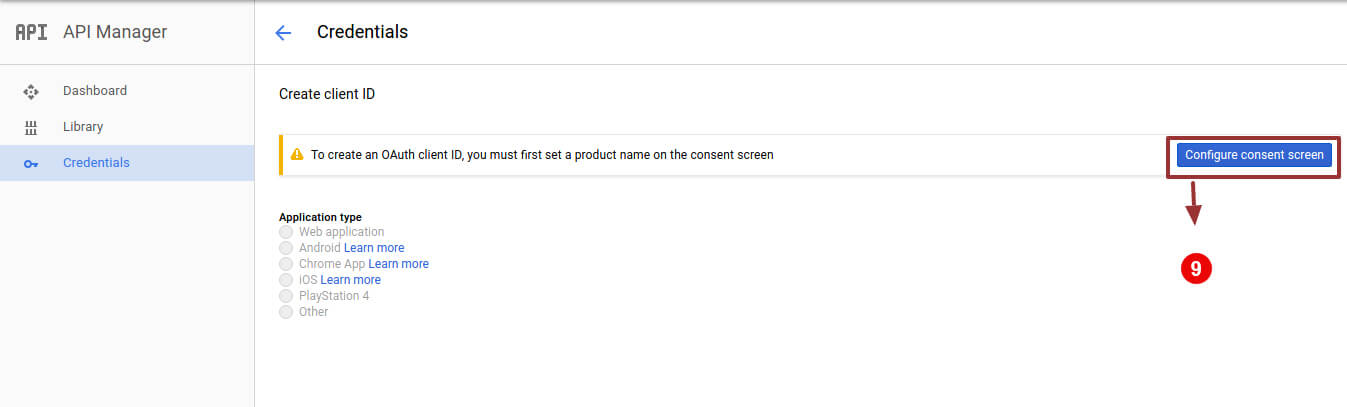 API API Manager
Credentials
Dashboard
Library
Credentials
Create client ID
To create an OAuth client ID, you must first set a product name on the consent screen
Configure consent screen
9
Application type
Web application
Android Learn more
Chrome App Learn more
iOS Learn more
PlayStation 4
Other